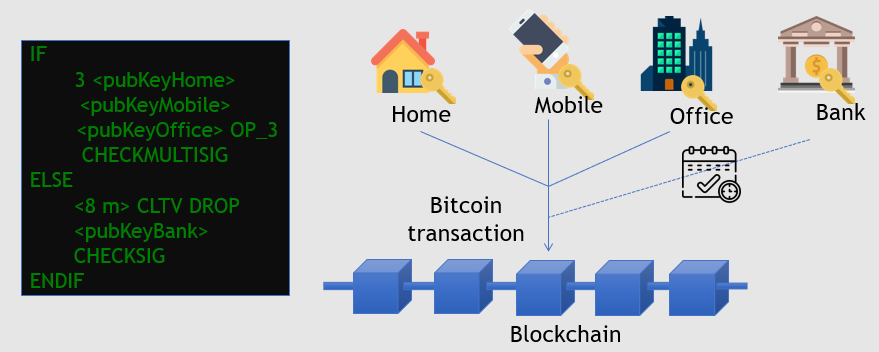 IF
3 <pubKeyHome>
<pubKeyMobile>
<pubKeyOffice> OP_3
CHECKMULTISIG
ELSE
<8 m> CLTV DROP
<pubKeyBank>
CHECKSIG
ENDIF
Home
Mobile
Office
Bank
Bitcoin
transaction
Blockchain